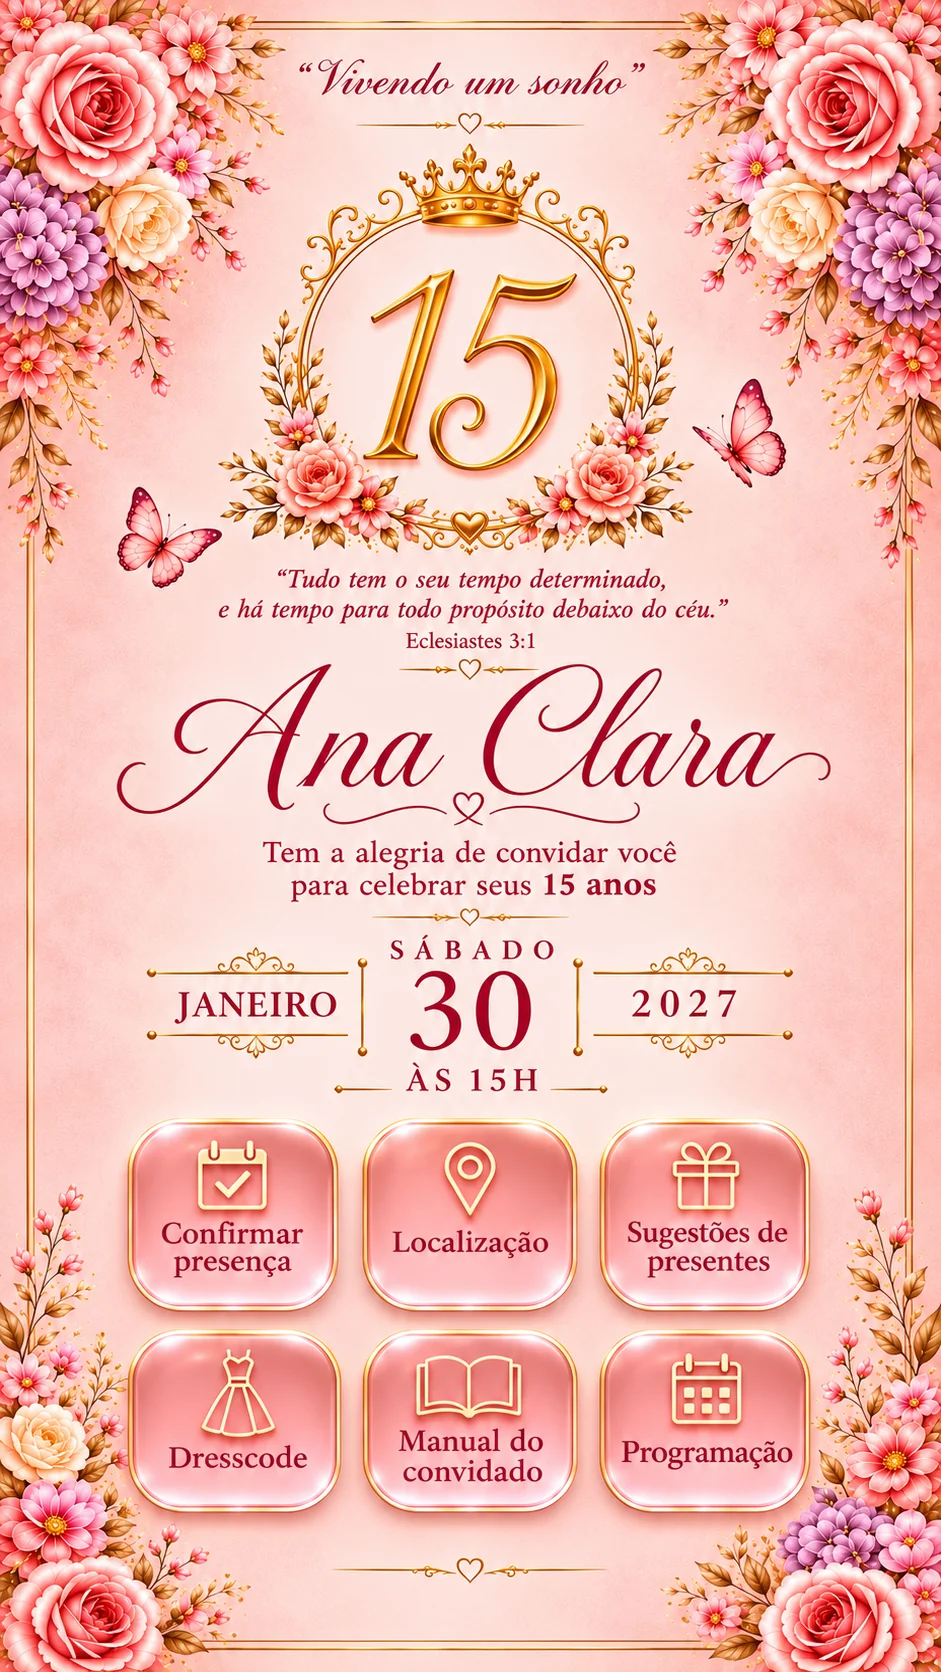 “Vivendo um sonho”
15
“Tudo tem o seu tempo determinado,
e há tempo para todo propósito debaixo do céu.”
Eclesiastes 3:1
Ana Clara
Tem a alegria de convidar você
para celebrar seus 15 anos
SÁBADO
JANEIRO 30 2027
ÀS 15H
Confirmar
presença
Localização
Sugestões de
presentes
Dresscode
Manual do
convidado
Programação